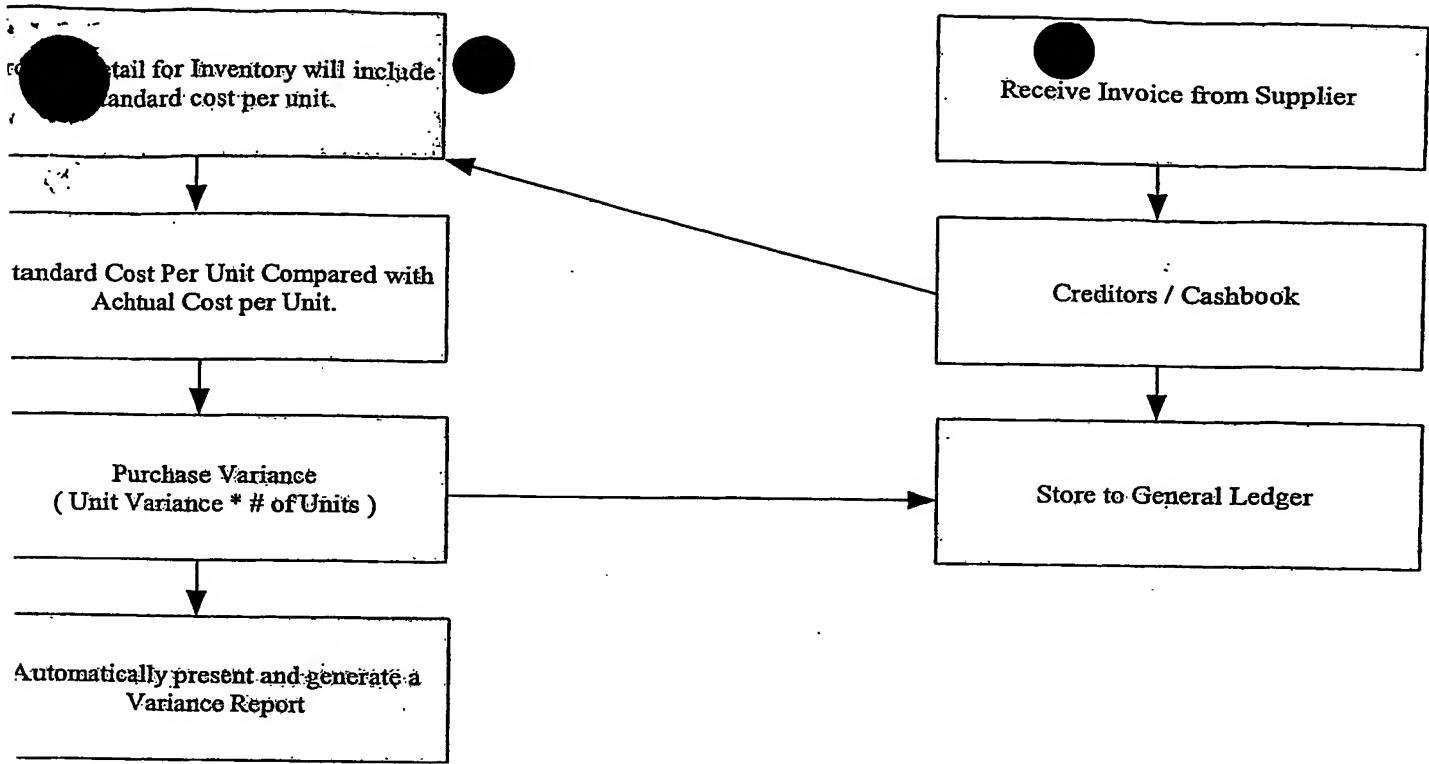 etail for Inventory will include
tandard cost per unit.
tandard Cost Per Unit Compared with
Achtual Cost per Unit.
Purchase Variance
( Unit Variance * # of Units )
Automatically present and generate a
Variance Report
Receive Invoice from Supplier
Creditors / Cashbook
Store to General Ledger